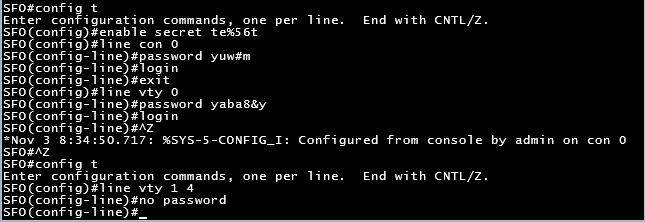 SFO#config t
Enter configuration commands, one per line.  End with CNTL/Z.
SFO(config)#enable secret te%56t
SFO(config)#line con 0
SFO(config-line)#password yuw#m
SFO(config-line)#login
SFO(config-line)#exit
SFO(config)#line vty 0
SFO(config-line)#password yaba8&y
SFO(config-line)#login
SFO(config-line)#^Z
*Nov 3 8:34:50.717: %SYS-5-CONFIG_I: Configured from console by admin on con 0
SFO#^Z
SFO#config t
Enter configuration commands, one per line.  End with CNTL/Z.
SFO(config)#line vty 1 4
SFO(config-line)#no password
SFO(config-line)#_